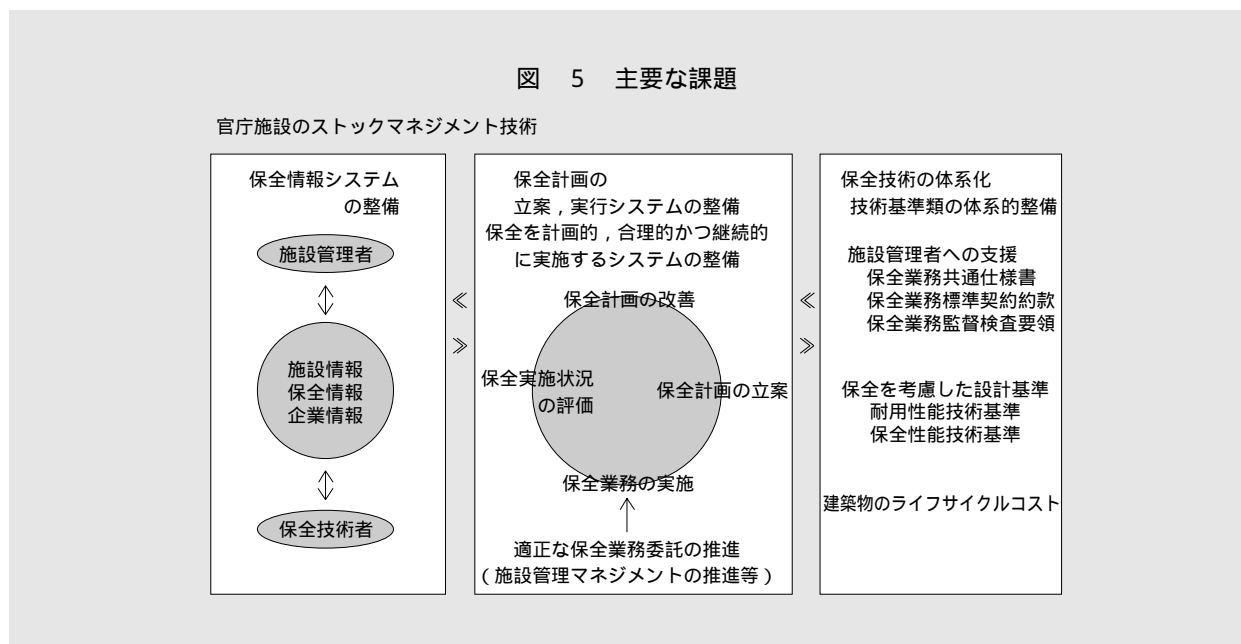 図 5 主要な課題
官庁施設のストックマネジメント技術
保全情報システム
の整備
施設管理者
施設情報
保全情報
企業情報
保全技術者
≪
≫
保全計画の
立案，実行システムの整備
保全を計画的，合理的かつ継続的
に実施するシステムの整備
保全計画の改善
保全実施状況
の評価
保全計画の立案
保全業務の実施
適正な保全業務委託の推進
（施設管理マネジメントの推進等）
≪
≫
保全技術の体系化
技術基準類の体系的整備
施設管理者への支援
保全業務共通仕様書
保全業務標準契約約款
保全業務監督検査要領
保全を考慮した設計基準
耐用性能技術基準
保全性能技術基準
建築物のライフサイクルコスト